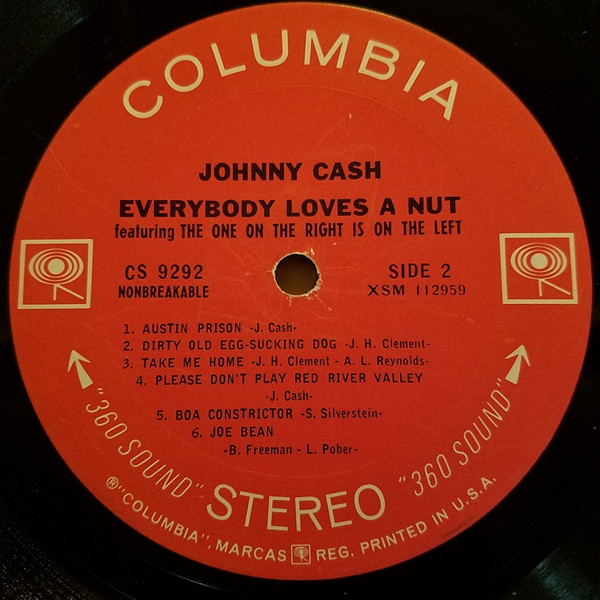 COLUMBIA
JOHNNY CASH
EVERYBODY LOVES A NUT
featuring THE ONE ON THE RIGHT IS ON THE LEFT
CS 9292
NONBREAKABLE
SIDE 2
XSM 112959
1. AUSTIN PRISON -J. Cash-
2. DIRTY OLD EGG-SUCKING DOG -J. H. Clement-
3. TAKE ME HOME -J. H. Clement - A. L. Reynolds-
4. PLEASE DON'T PLAY RED RIVER VALLEY
-J. Cash-
5. BOA CONSTRICTOR -S. Silverstein-
6. JOE BEAN
-B. Freeman - L. Pober-
"360 SOUND" STEREO "360 SOUND"
® "COLUMBIA", MARCAS REG. PRINTED IN U.S.A.